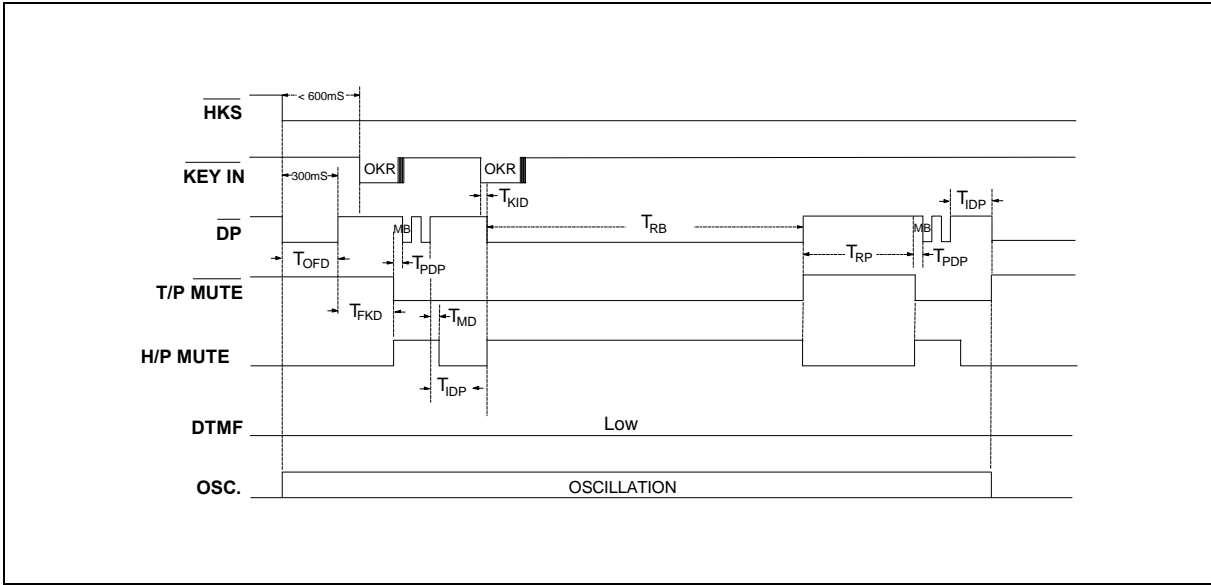 < 600mS
HKS
KEY IN
OKR
OKR
300mS
TKID
TIDP
DP
MB
TRB
MB
TOFD
TPDP
TRP
TPDP
T/P MUTE
TFKD
TMD
H/P MUTE
TIDP
DTMF
Low
OSC.
OSCILLATION